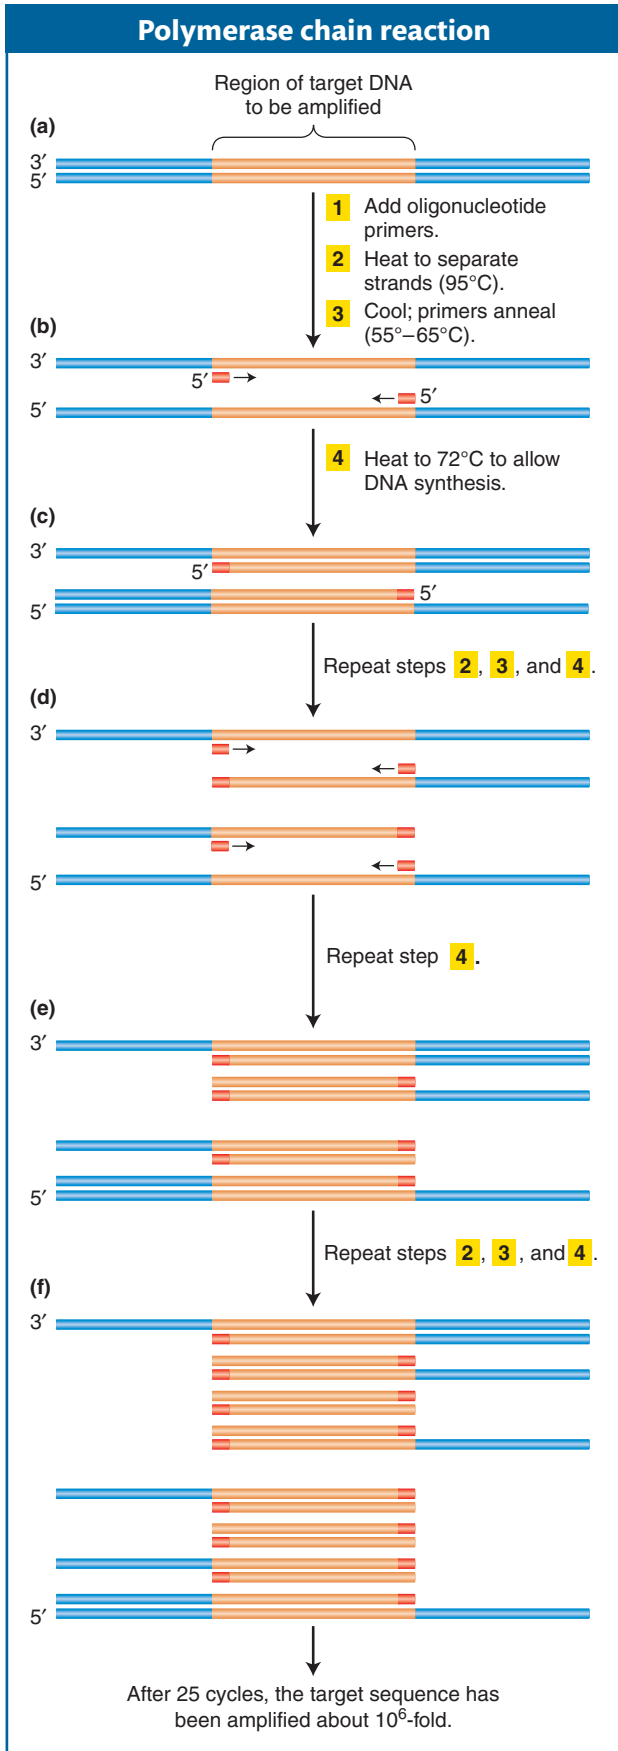 Polymerase chain reaction
Region of target DNA
to be amplified
(a)
3′
5′
1 Add oligonucleotide
primers.
2 Heat to separate
strands (95°C).
3 Cool; primers anneal
(55°–65°C).
(b)
3′
5′
5′
5′
4 Heat to 72°C to allow
DNA synthesis.
(c)
3′
5′
5′
5′
Repeat steps 2, 3, and 4.
(d)
3′
5′
Repeat step 4.
(e)
3′
5′
Repeat steps 2, 3, and 4.
(f)
3′
5′
After 25 cycles, the target sequence has
been amplified about 10⁶-fold.